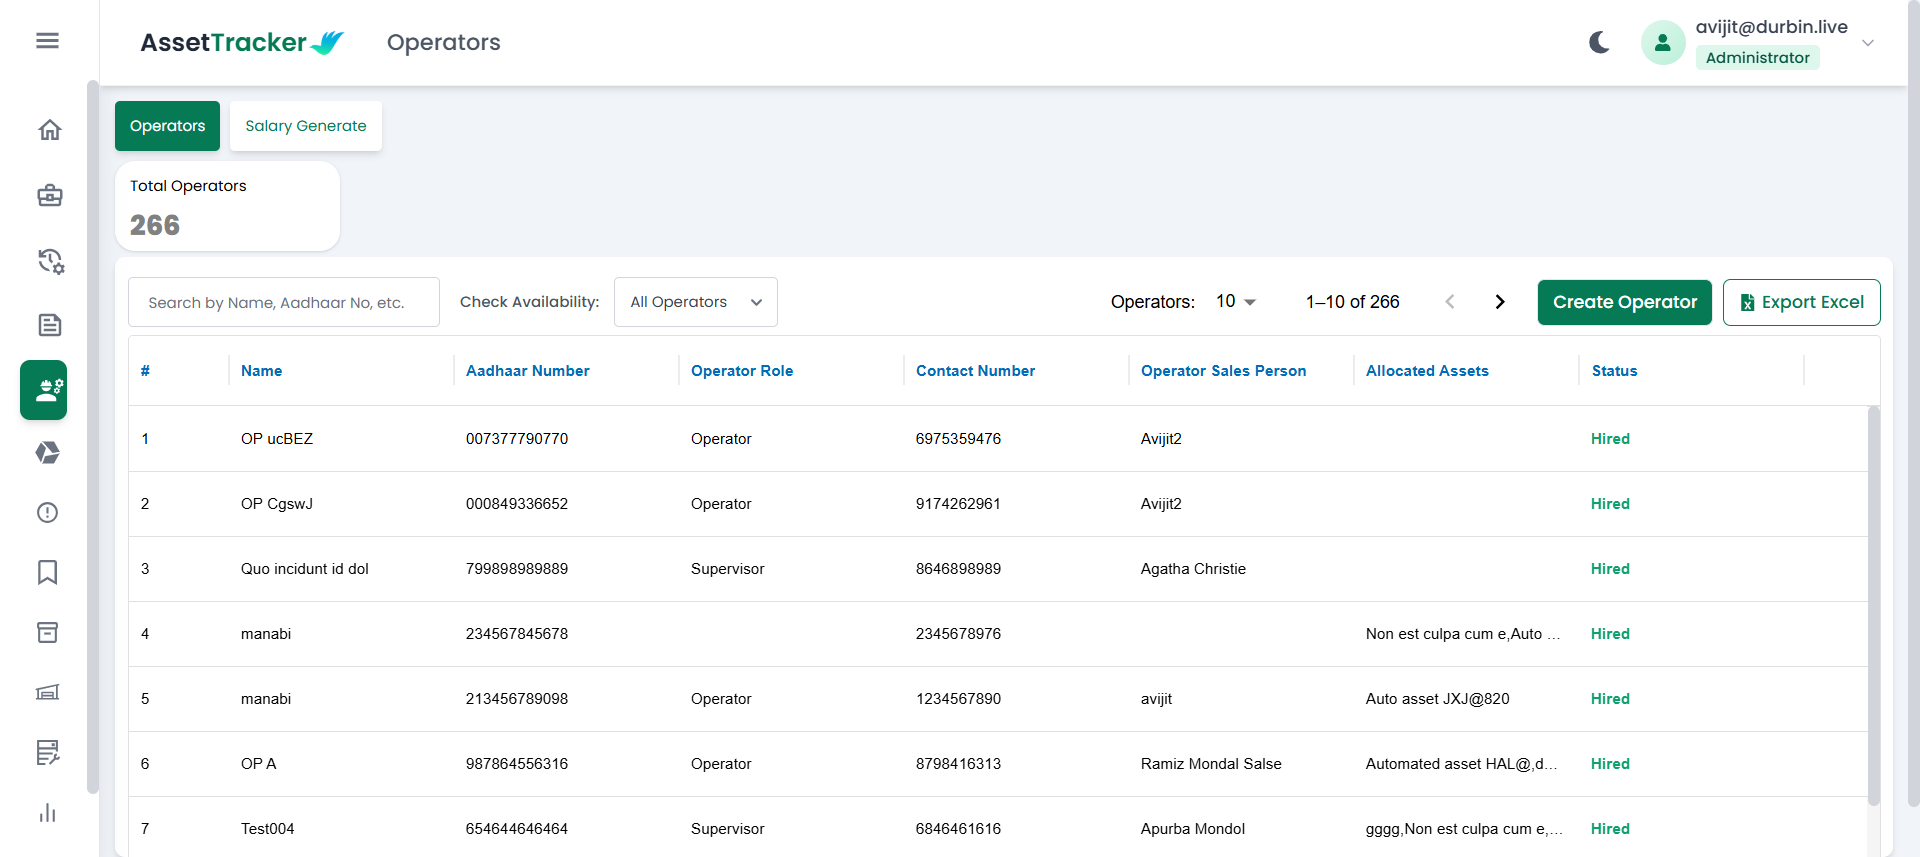 AssetTracker
Operators
avijit@durbin.live
Administrator
Operators
Salary Generate
Total Operators
266
Search by Name, Aadhaar No, etc.
Check Availability:
All Operators
Operators:
10
1–10 of 266
Create Operator
Export Excel
# Name Aadhaar Number Operator Role Contact Number Operator Sales Person Allocated Assets Status
1 OP ucBEZ 007377790770 Operator 6975359476 Avijit2 Hired
2 OP CgswJ 000849336652 Operator 9174262961 Avijit2 Hired
3 Quo incidunt id dol 799898989889 Supervisor 8646898989 Agatha Christie Hired
4 manabi 234567845678 2345678976 Non est culpa cum e,Auto ... Hired
5 manabi 213456789098 Operator 1234567890 avijit Auto asset JXJ@820 Hired
6 OP A 987864556316 Operator 8798416313 Ramiz Mondal Salse Automated asset HAL@,d... Hired
7 Test004 654644646464 Supervisor 6846461616 Apurba Mondol gggg,Non est culpa cum e,... Hired